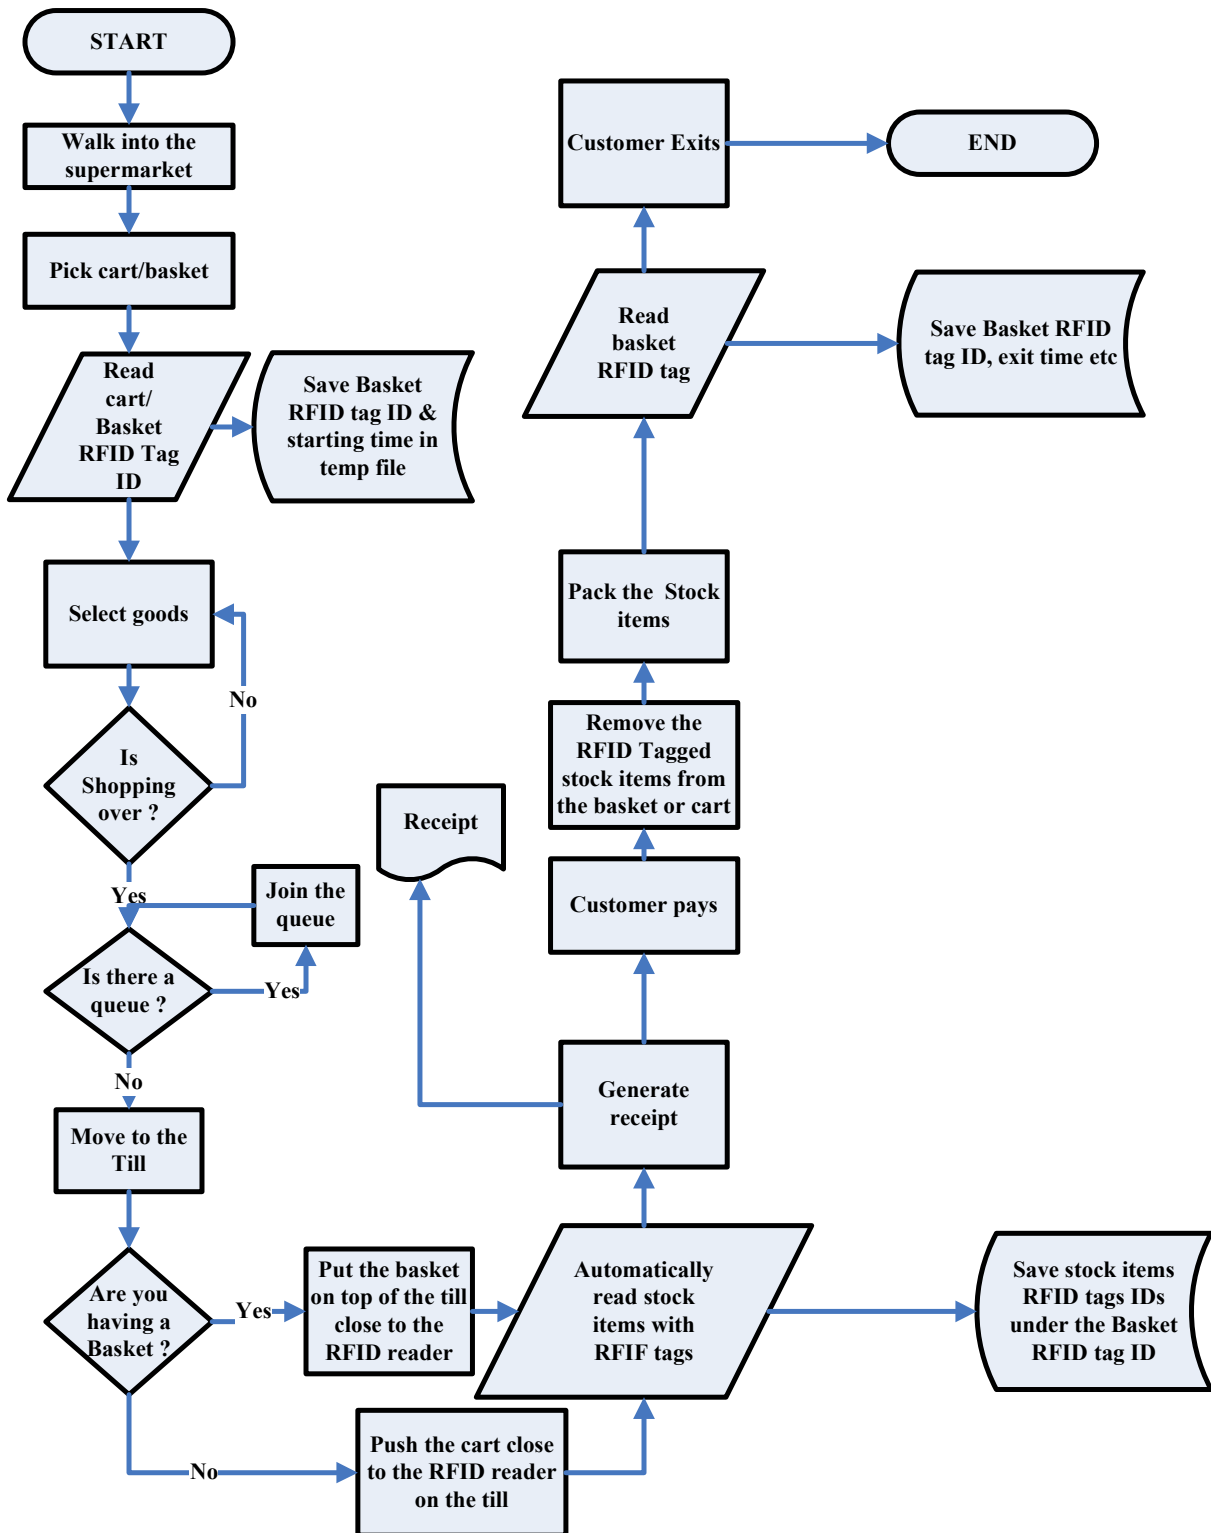 START
Walk into the
supermarket
Pick cart/basket
Read
cart/
Basket
RFID Tag
ID
Save Basket
RFID tag ID &
starting time in
temp file
Select goods
No
Is
Shopping
over ?
Yes
Join the
queue
Is there a
queue ?
Yes
No
Move to the
Till
Are you
having a
Basket ?
Yes
Put the basket
on top of the till
close to the
RFID reader
No
Push the cart close
to the RFID reader
on the till
Automatically
read stock
items with
RFIF tags
Save stock items
RFID tags IDs
under the Basket
RFID tag ID
Generate
receipt
Receipt
Customer pays
Remove the
RFID Tagged
stock items from
the basket or cart
Pack the Stock
items
Read
basket
RFID tag
Save Basket RFID
tag ID, exit time etc
Customer Exits
END